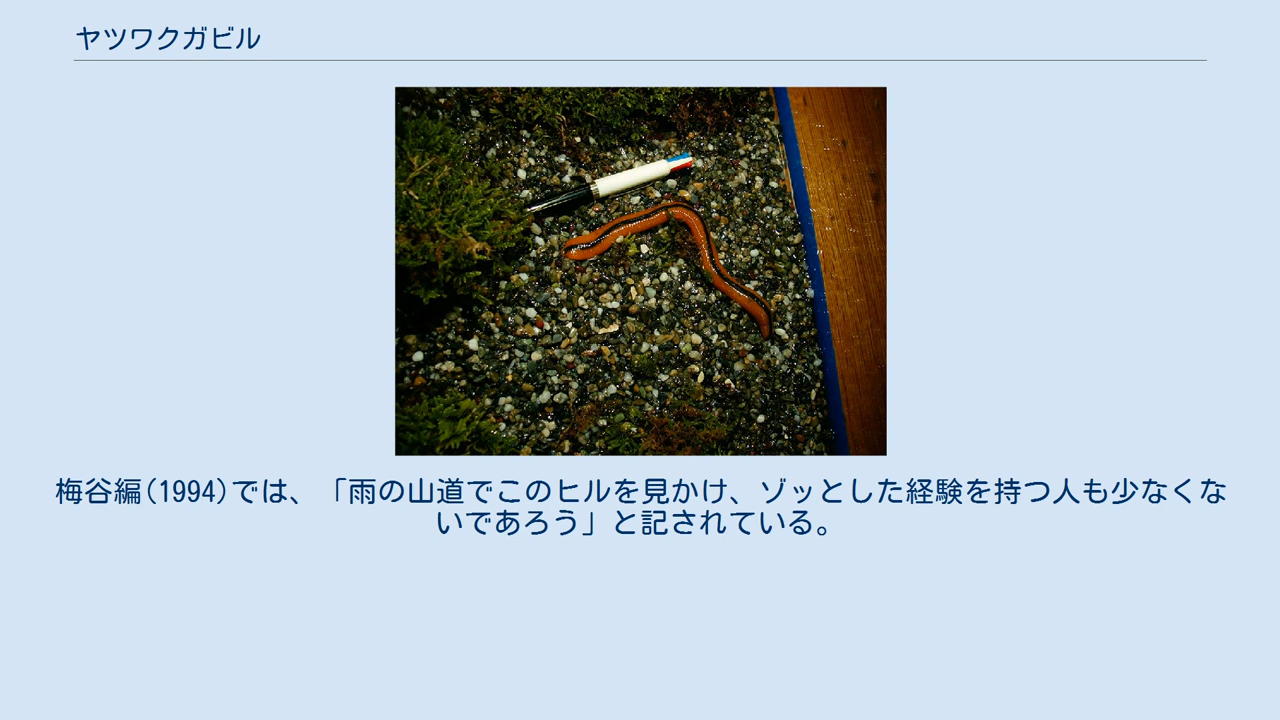 ヤツワクガビル
梅谷編(1994)では、「雨の山道でこのヒルを見かけ、ゾッとした経験を持つ人も少なくな
いであろう」と記されている。